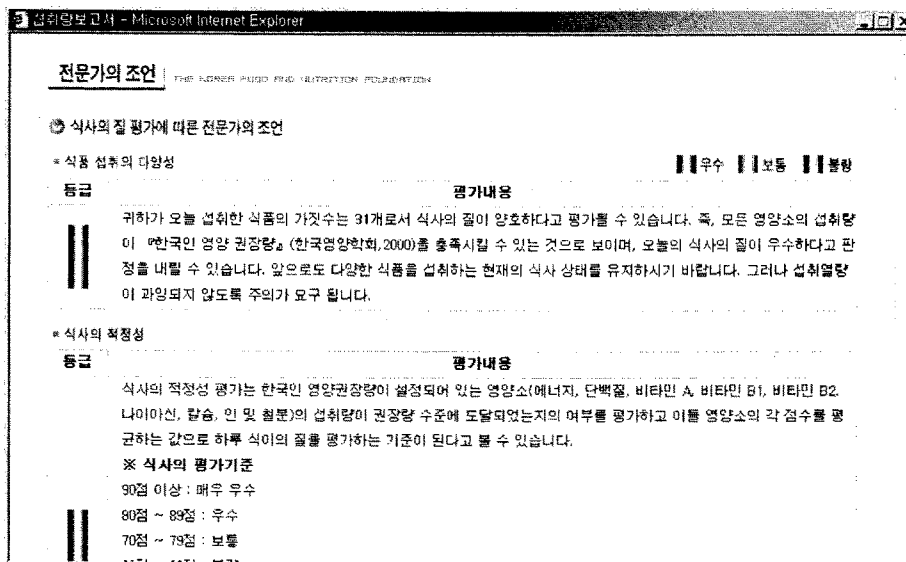 섭취량보고서 - Microsoft Internet Explorer
전문가의 조언 THE KOREA FOOD AND NUTRITION FOUNDATION
식사의 질 평가에 따른 전문가의 조언
* 식품 섭취의 다양성
우수 보통 불량
등급 평가내용
귀하가 오늘 섭취한 식품의 가짓수는 31개로서 식사의 질이 양호하다고 평가될 수 있습니다. 즉, 모든 영양소의 섭취량
이 『한국인 영양 권장량』 (한국영양학회,2000)을 충족시킬 수 있는 것으로 보이며, 오늘의 식사의 질이 우수하다고 판
정을 내릴 수 있습니다. 앞으로도 다양한 식품을 섭취하는 현재의 식사 상태를 유지하시기 바랍니다. 그러나 섭취열량
이 과잉되지 않도록 주의가 요구 됩니다.
* 식사의 적정성
등급 평가내용
식사의 적정성 평가는 한국인 영양권장량이 설정되어 있는 영양소(에너지, 단백질, 비타민 A, 비타민 B1, 비타민 B2,
나이아신, 칼슘, 인 및 철분)의 섭취량이 권장량 수준에 도달되었는지의 여부를 평가하고 이들 영양소의 각 점수를 평
균하는 값으로 하루 식이의 질을 평가하는 기준이 된다고 볼 수 있습니다.
※ 식사의 평가기준
90점 이상 : 매우 우수
80점 ~ 89점 : 우수
70점 ~ 79점 : 보통